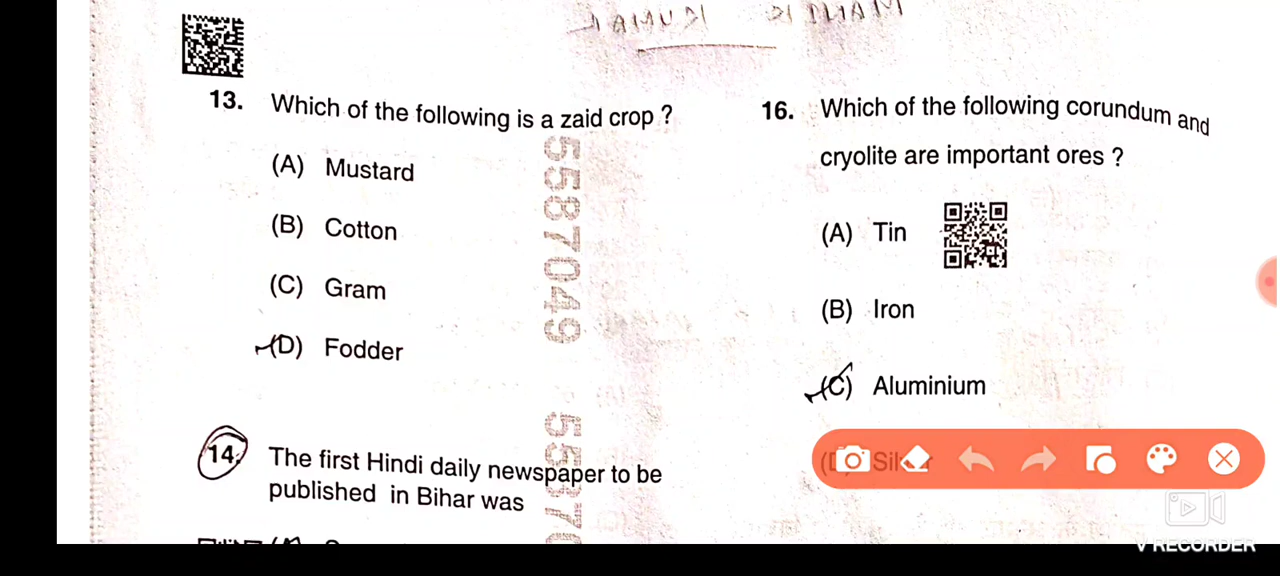 13. Which of the following is a zaid crop ?
(A) Mustard
(B) Cotton
(C) Gram
(D) Fodder
14. The first Hindi daily newspaper to be
published in Bihar was
5587049
16. Which of the following corundum and
cryolite are important ores ?
(A) Tin
(B) Iron
(C) Aluminium
V RECORDER